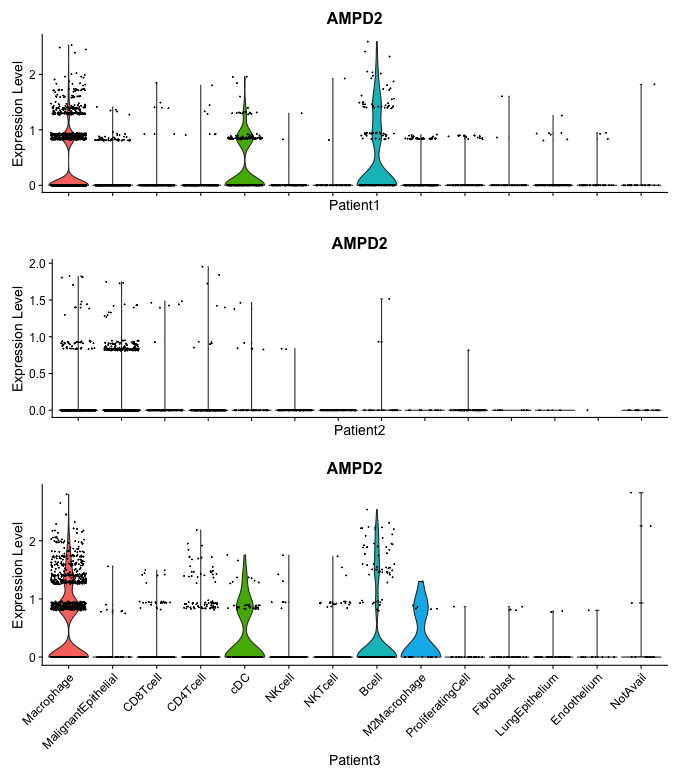 AMPD2
Expression Level
2
1
0
Patient1
AMPD2
Expression Level
2.0
1.5
1.0
0.5
0.0
Patient2
AMPD2
Expression Level
2
1
0
Macrophage
MalignantEpithelial
CD8Tcell
CD4Tcell
cDC
NKcell
NKTcell
Bcell
M2Macrophage
ProliferatingCell
Fibroblast
LungEpithelium
Endothelium
NotAvail
Patient3